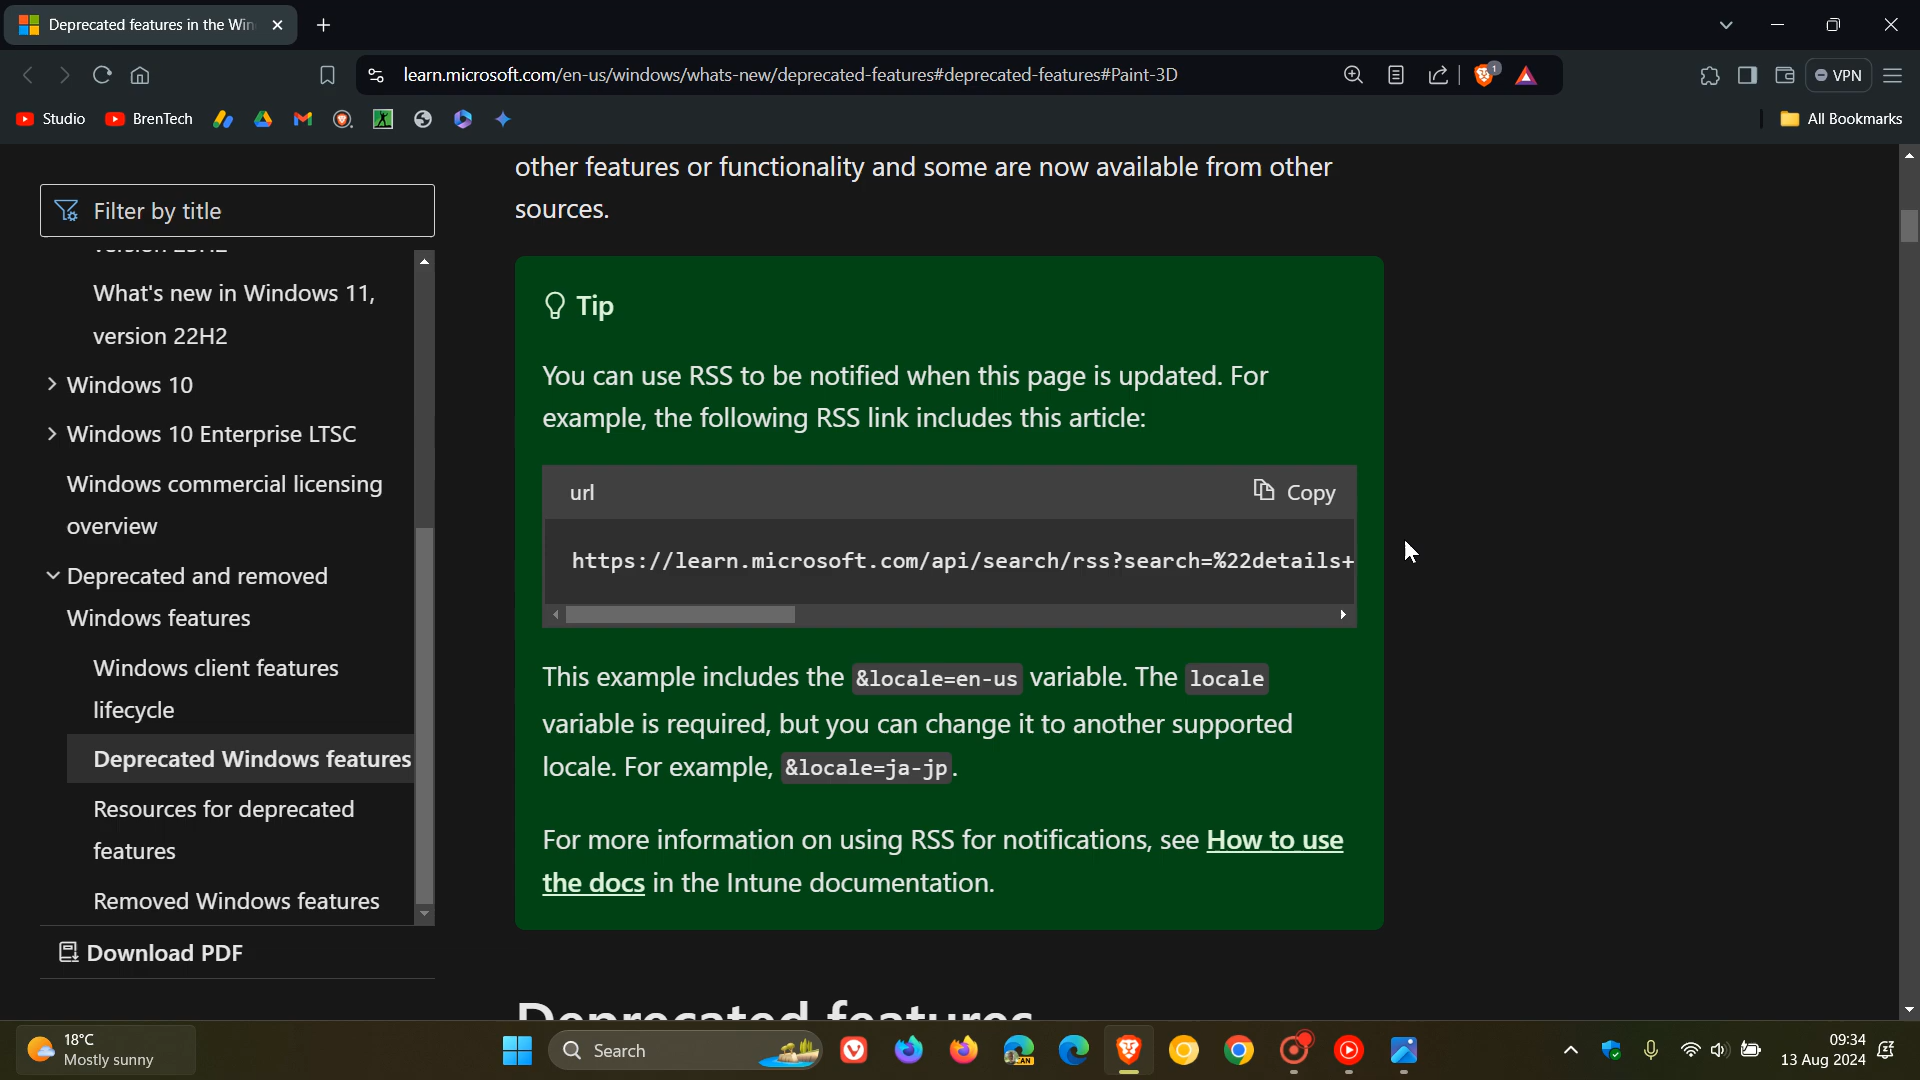 Deprecated features in the Win
learn.microsoft.com/en-us/windows/whats-new/deprecated-features#deprecated-features#Paint-3D
1
VPN
Studio
BrenTech
All Bookmarks
Filter by title
What's new in Windows 11,
version 22H2
Windows 10
Windows 10 Enterprise LTSC
Windows commercial licensing
overview
Deprecated and removed
Windows features
Windows client features
lifecycle
Deprecated Windows features
Resources for deprecated
features
Removed Windows features
Download PDF
other features or functionality and some are now available from other
sources.
Tip
You can use RSS to be notified when this page is updated. For
example, the following RSS link includes this article:
url
Copy
https://learn.microsoft.com/api/search/rss?search=%22details+
This example includes the &locale=en-us variable. The locale
variable is required, but you can change it to another supported
locale. For example, &locale=ja-jp.
For more information on using RSS for notifications, see How to use
the docs in the Intune documentation.
Deprecated features
18°C
Mostly sunny
Search
CAN
09:34
13 Aug 2024